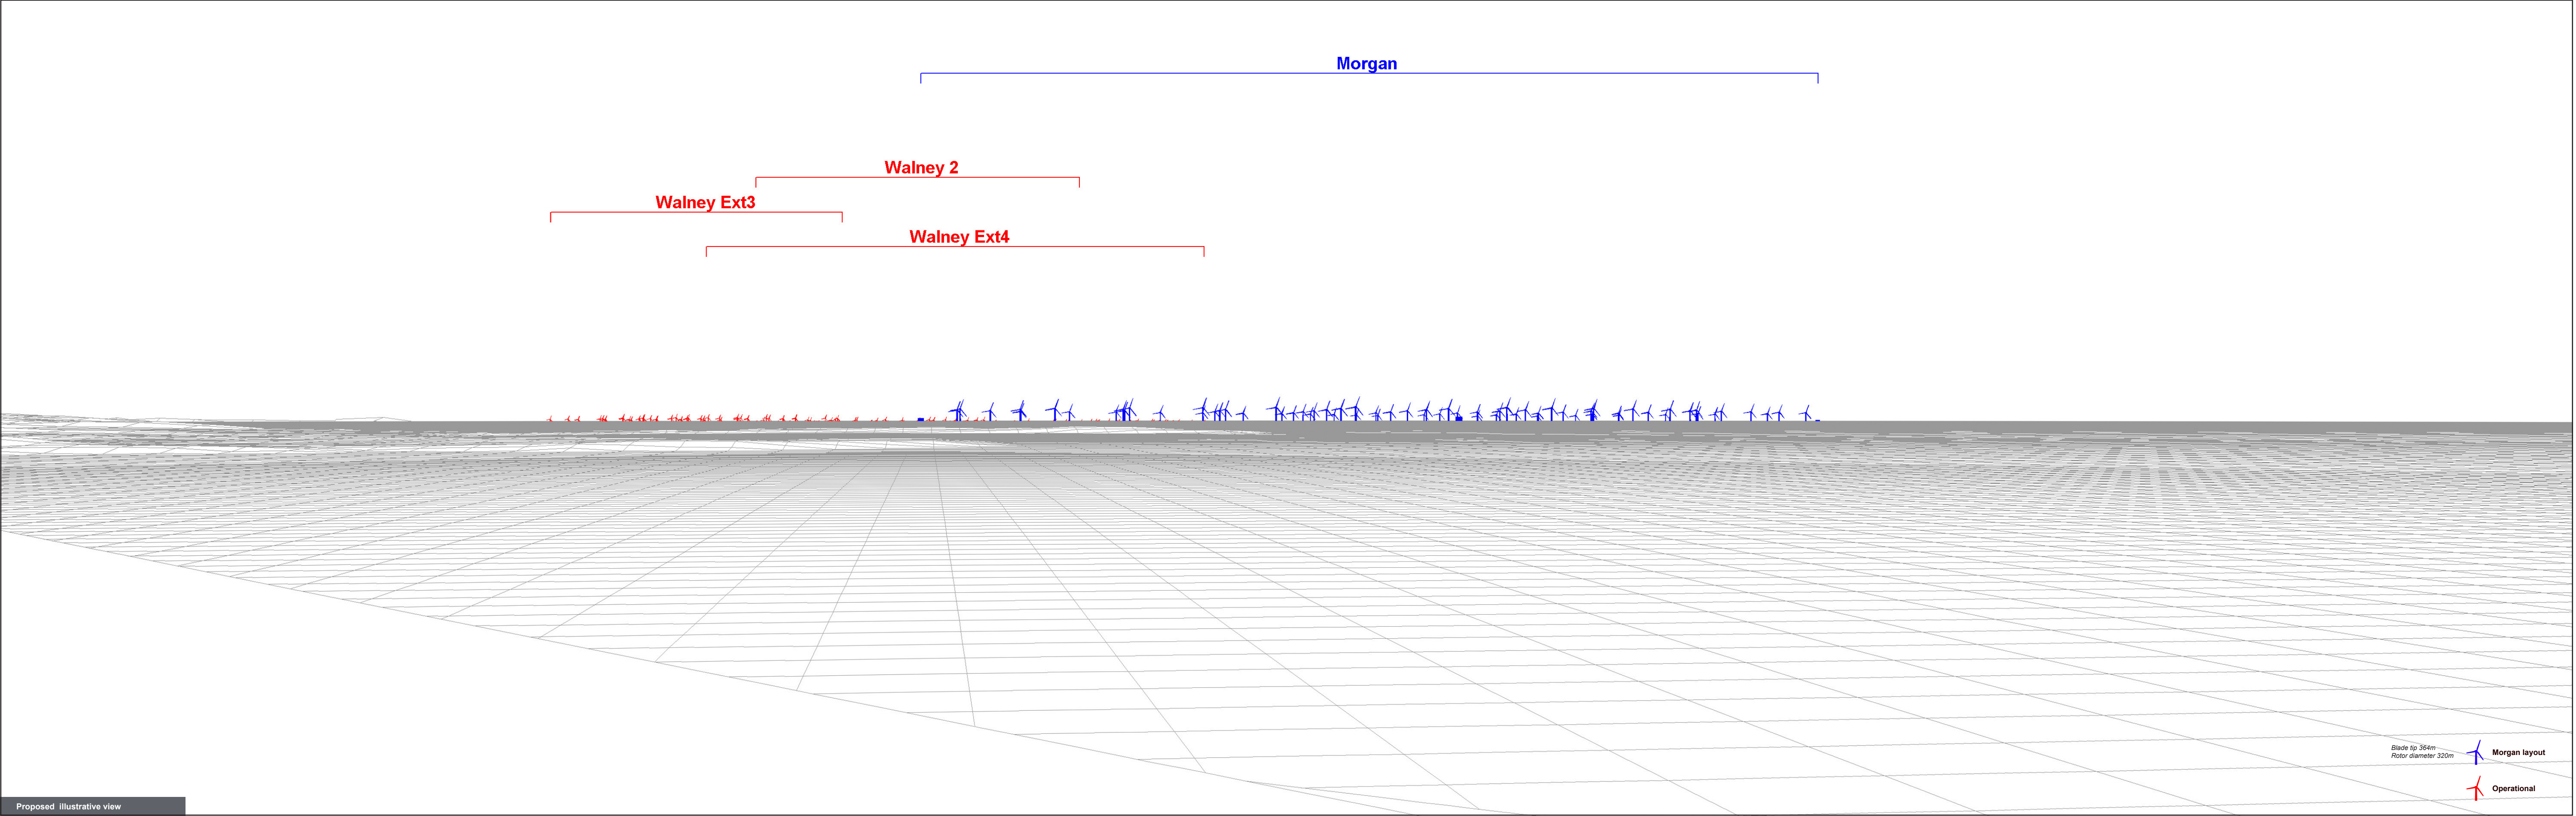 Morgan
Walney 2
Walney Ext3
Walney Ext4
Blade tip 364m
Rotor diameter 320m
Morgan layout
Operational
Proposed illustrative view